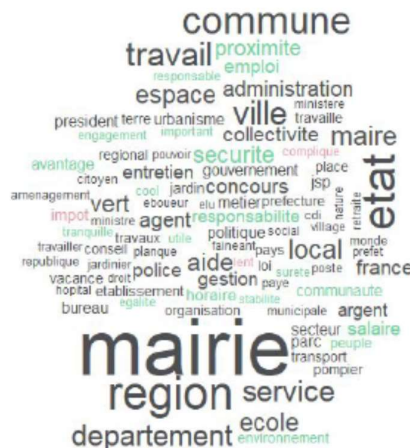 commune
travail proximite
emploi
responsable
espace administration
ministere
president terre urbanisme ville travaille
engagement important collectivite maire
regional pouvoir securite complique
avantage entretien gouvernement place
citoyen cool jardin concours jsp etat
amenagement vert eboueur elu metier prefecture nature retraite
impot ministre agent responsabilite cdi village
tranquille travaux utile politique social
travailler conseil planque faineant pays local monde
republique jardinier police aide lent loi surete poste prefet
vacance droit gestion paye france
hopital etablissement horaire stabilite communaute
bureau egalite organisation municipale argent
secteur salaire
mairie parc peuple
transport
pompier
region service
ecole
departement environnement